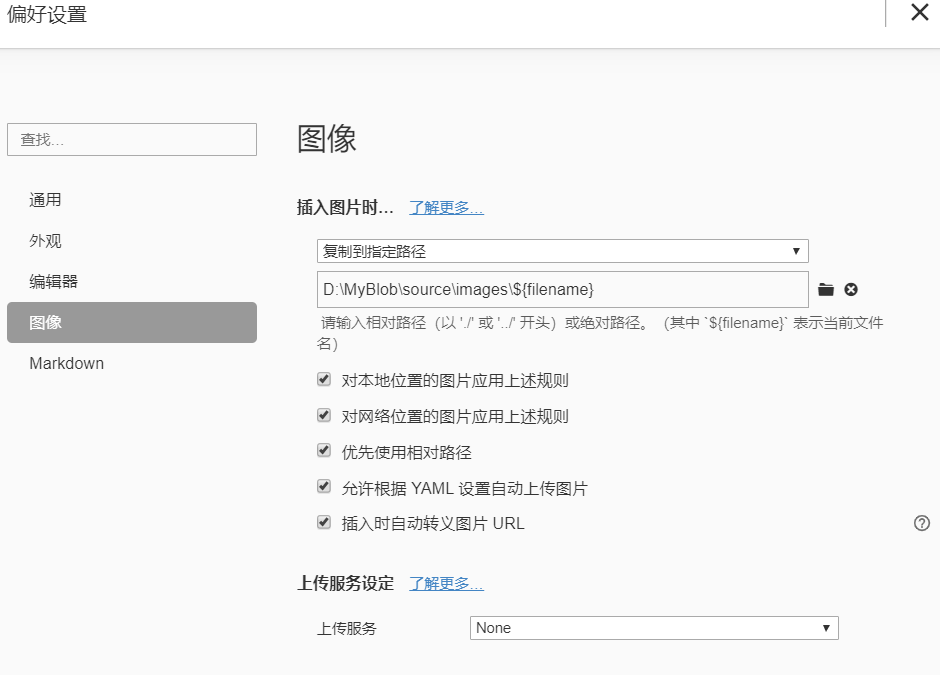 偏好设置
查找...
通用
外观
编辑器
图像
Markdown
图像
插入图片时... 了解更多...
复制到指定路径
D:\MyBlob\source\images\${filename}
请输入相对路径（以 './' 或 '../' 开头）或绝对路径。（其中 `${filename}` 表示当前文件
名）
对本地位置的图片应用上述规则
对网络位置的图片应用上述规则
优先使用相对路径
允许根据 YAML 设置自动上传图片
插入时自动转义图片 URL
上传服务设定 了解更多...
上传服务 None